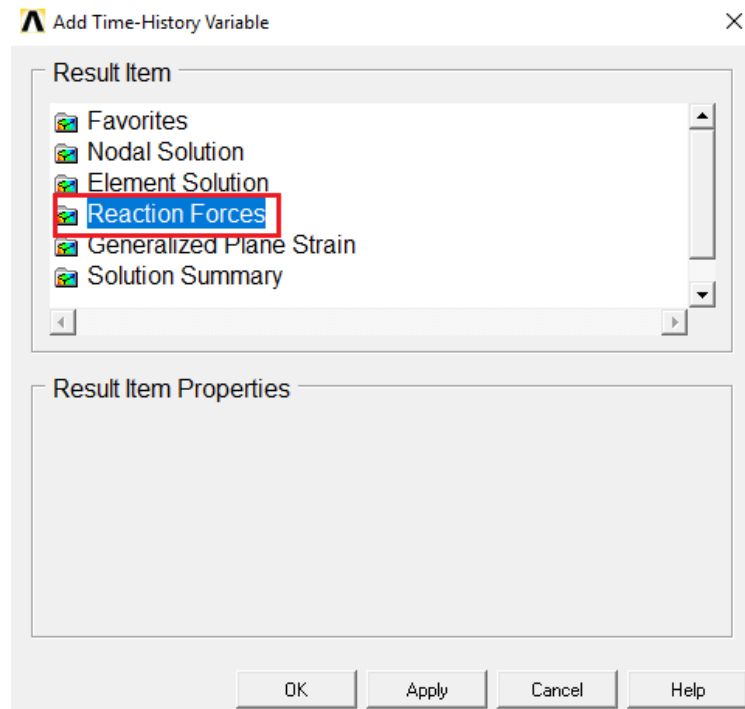 Add Time-History Variable
Result Item
Favorites
Nodal Solution
Element Solution
Reaction Forces
Generalized Plane Strain
Solution Summary
Result Item Properties
OK Apply Cancel Help